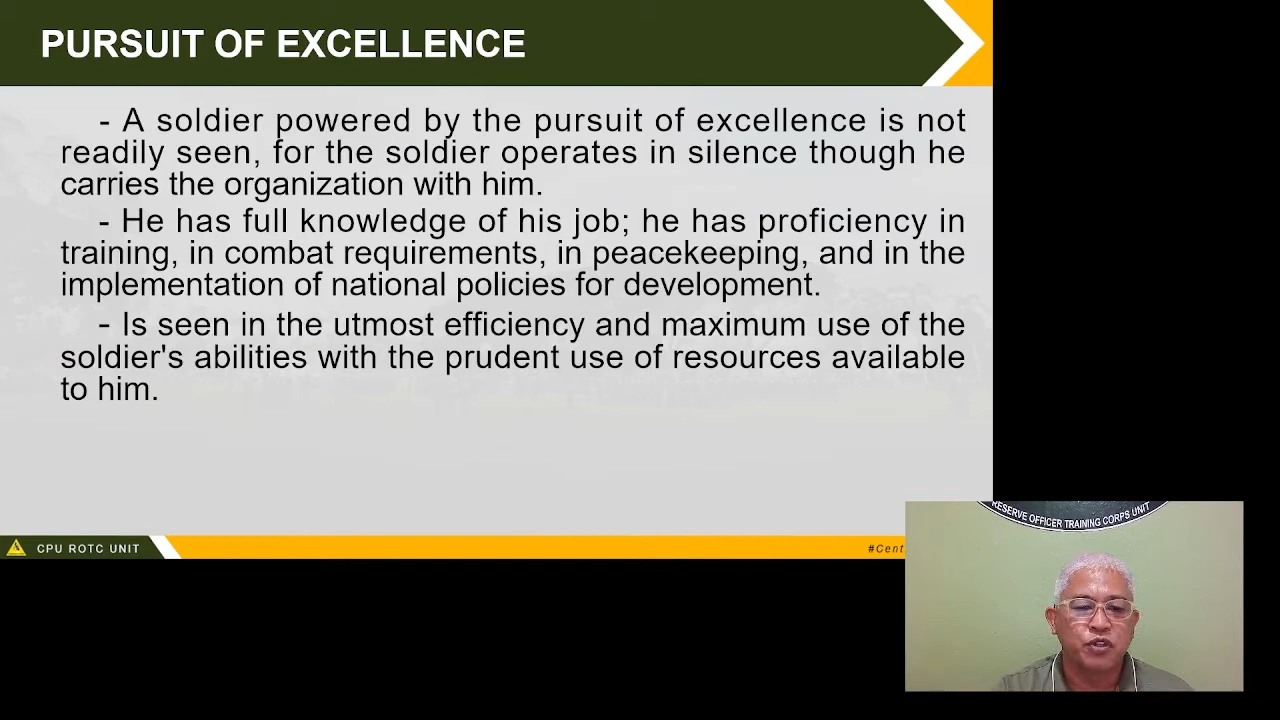 PURSUIT OF EXCELLENCE
- A soldier powered by the pursuit of excellence is not
readily seen, for the soldier operates in silence though he
carries the organization with him.
- He has full knowledge of his job; he has proficiency in
training, in combat requirements, in peacekeeping, and in the
implementation of national policies for development.
- Is seen in the utmost efficiency and maximum use of the
soldier's abilities with the prudent use of resources available
to him.
RESERVE OFFICER TRAINING CORPS UNIT
CPU ROTC UNIT
#Cent